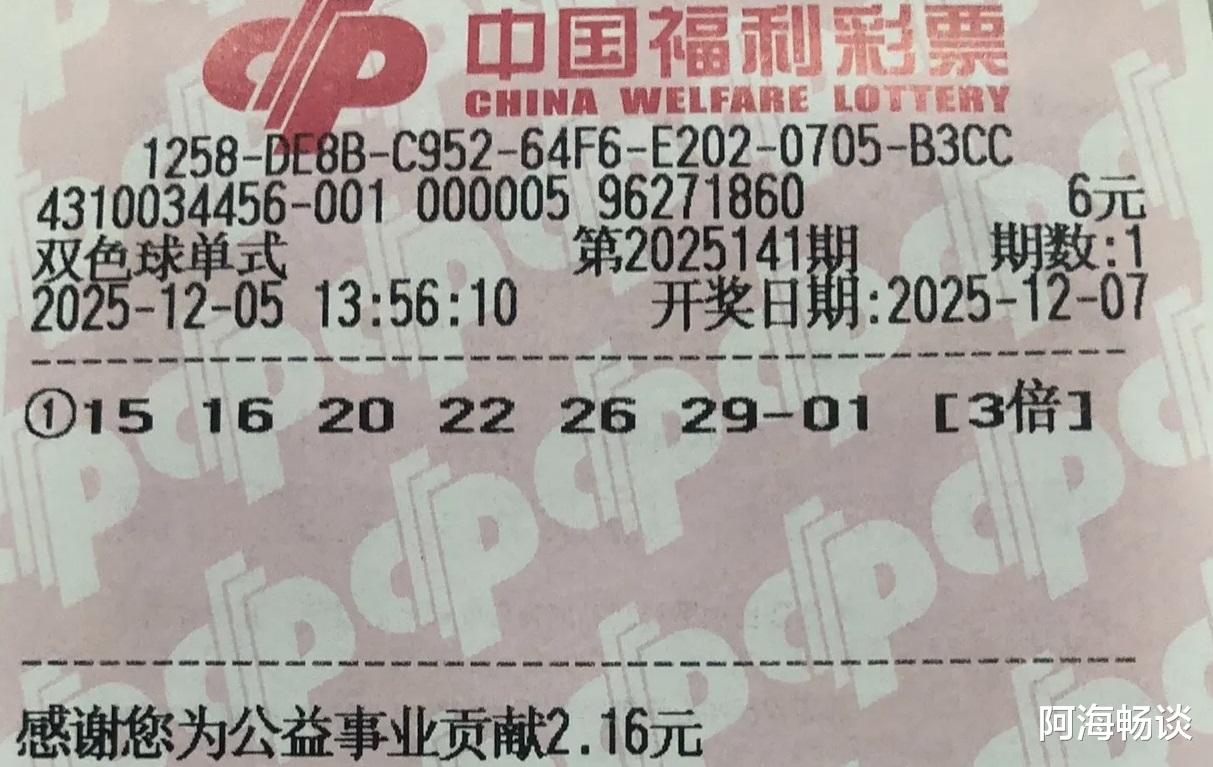 中国福利彩票
CHINA WELFARE LOTTERY
1258-DE8B-C952-64F6-E202-0705-B3CC
4310034456-001 000005 96271860 6元
双色球单式 第2025141期 期数:1
2025-12-05 13:56:10 开奖日期:2025-12-07
①15 16 20 22 26 29-01 [3倍]
感谢您为公益事业贡献2.16元
阿海畅谈